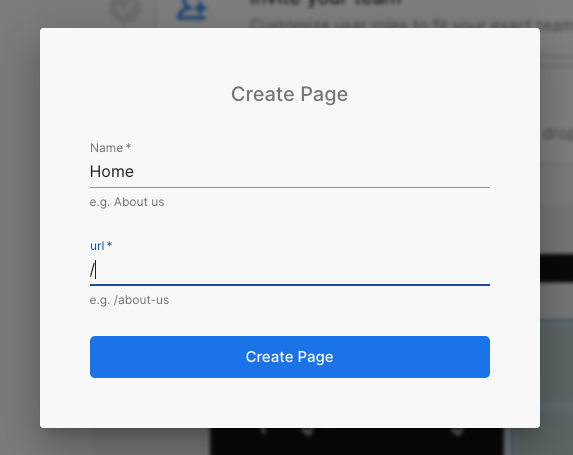 Invite your team
Customize user roles to fit your exact team
drop
Create Page
Name *
Home
e.g. About us
url *
/
e.g. /about-us
Create Page